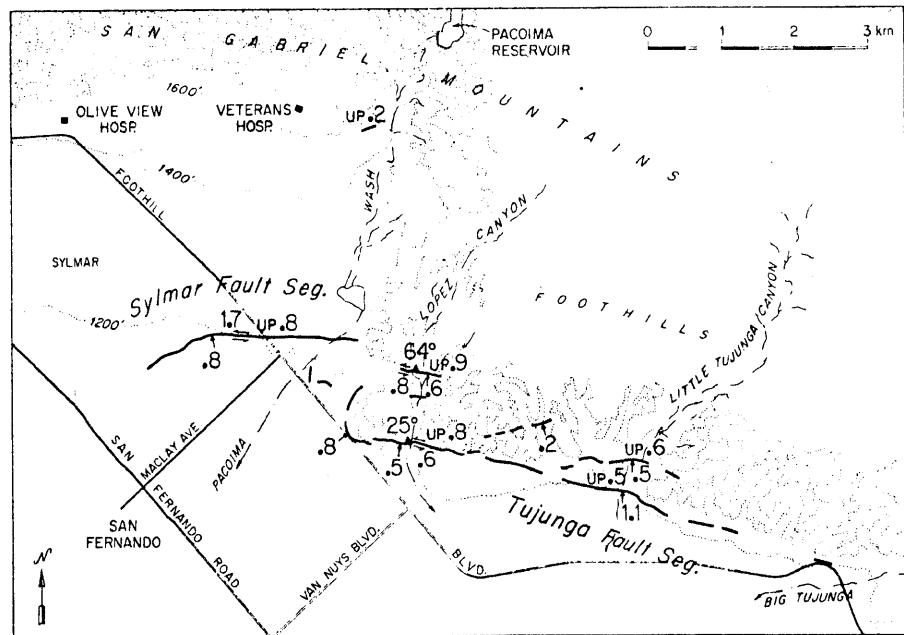 SAN GABRIEL MOUNTAINS
PACOIMA
RESERVOIR
0 1 2 3 km
1600'
OLIVE VIEW
HOSP.
VETERANS
HOSP.
UP .2
1400'
FOOTHILL
WASH
CANYON
LOPEZ
SYLMAR
Sylmar Fault Seg.
FOOTHILLS
LITTLE TUJUNGA CANYON
1200'
1.7
UP .8
.8
64°
UP .9
.8
.6
25°
UP .8
.8
.5
.6
.2
UP .6
UP .5
.5
1.1
MACLAY AVE
PACOIMA
SAN FERNANDO ROAD
SAN
FERNANDO
VAN NUYS BLVD.
BLVD.
Tujunga Fault Seg.
BIG TUJUNGA
N